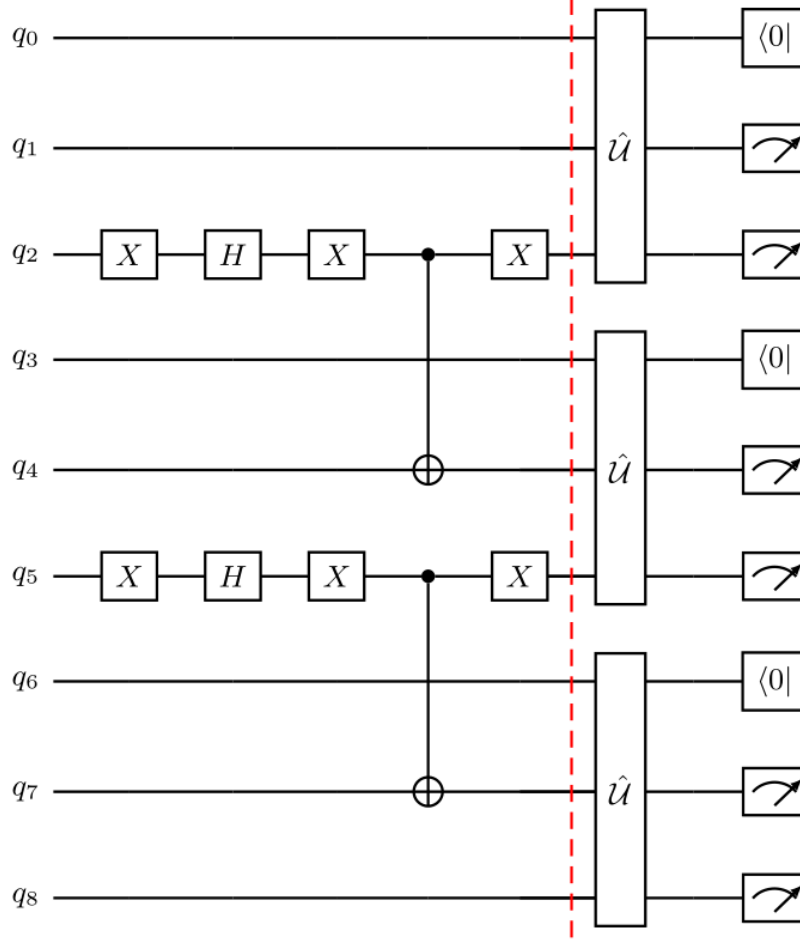 q₀ ⟨0|
q₁ 𝒰̂
q₂ X H X X
q₃ ⟨0|
q₄ 𝒰̂
q₅ X H X X
q₆ ⟨0|
q₇ 𝒰̂
q₈